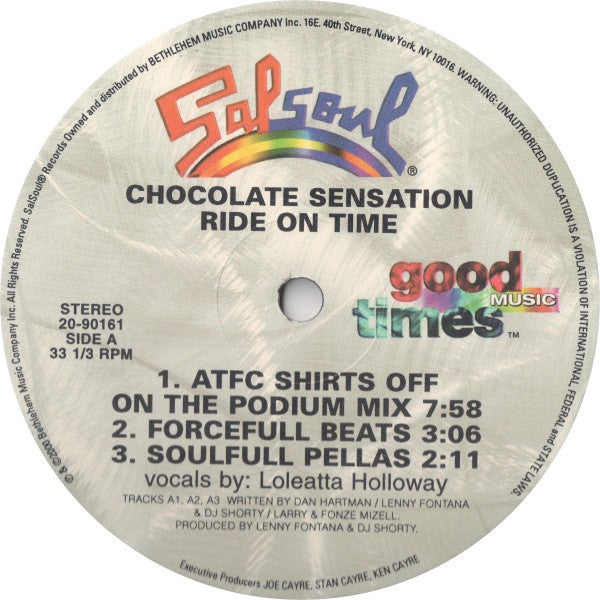 SalSoul® Records Owned and distributed by BETHLEHEM MUSIC COMPANY Inc. 16E. 40th Street, New York, NY 10016. WARNING: UNAUTHORIZED DUPLICATION IS A VIOLATION OF INTERNATIONAL, FEDERAL and STATE LAWS.
℗ & ©2000 Bethlehem Music Company Inc. All Rights Reserved.
Salsoul®
CHOCOLATE SENSATION
RIDE ON TIME
good
MUSIC
times™
STEREO
20-90161
SIDE A
33 1/3 RPM
1. ATFC SHIRTS OFF
ON THE PODIUM MIX 7:58
2. FORCEFULL BEATS 3:06
3. SOULFULL PELLAS 2:11
vocals by: Loleatta Holloway
TRACKS A1, A2, A3 WRITTEN BY DAN HARTMAN / LENNY FONTANA
& DJ SHORTY / LARRY & FONZE MIZELL.
PRODUCED BY LENNY FONTANA & DJ SHORTY.
Executive Producers JOE CAYRE, STAN CAYRE, KEN CAYRE